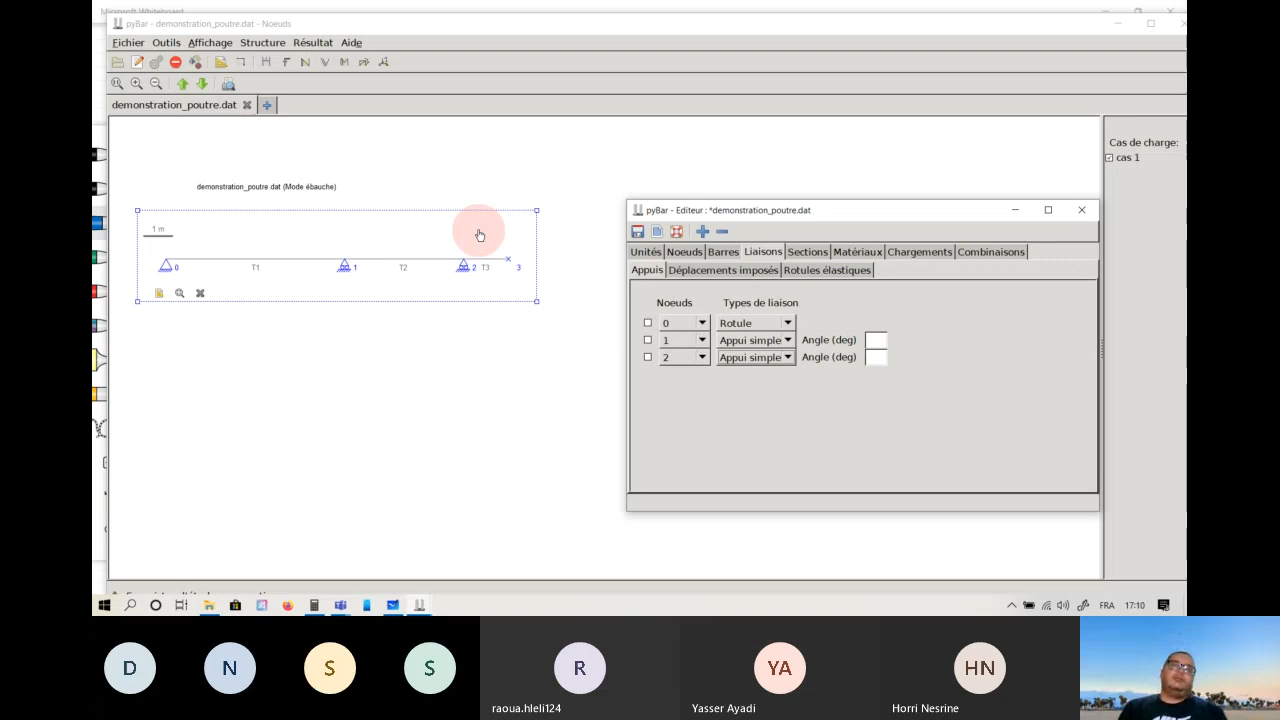 Microsoft Whiteboard
pyBar - demonstration_poutre.dat - Noeuds
Fichier Outils Affichage Structure Résultat Aide
demonstration_poutre.dat
Cas de charge:
cas 1
demonstration_poutre.dat (Mode ébauche)
1 m
0 T1 1 T2 2 T3 3
pyBar - Editeur : *demonstration_poutre.dat
Unités Noeuds Barres Liaisons Sections Matériaux Chargements Combinaisons
Appuis Déplacements imposés Rotules élastiques
Noeuds Types de liaison
0 Rotule
1 Appui simple Angle (deg)
2 Appui simple Angle (deg)
FRA 17:10
D N S S R YA HN
raoua.hleli124 Yasser Ayadi Horri Nesrine